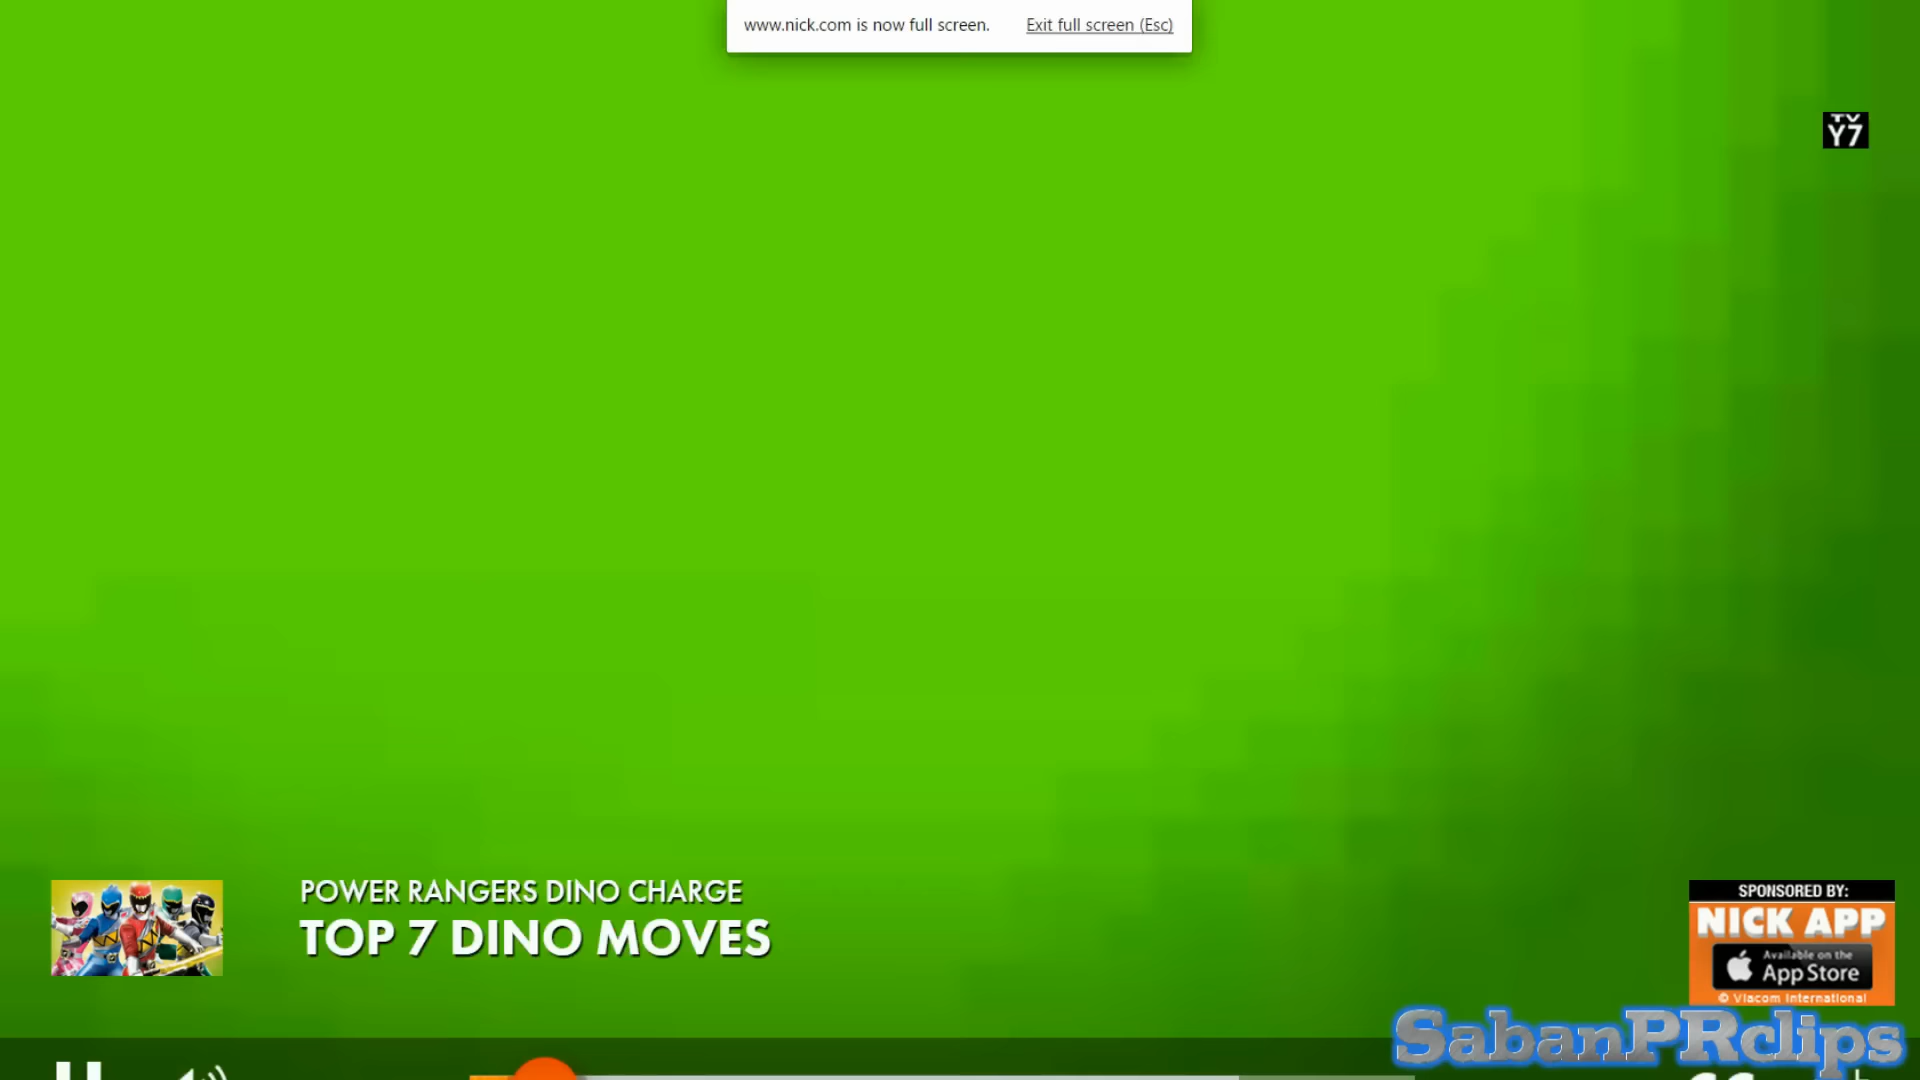 www.nick.com is now full screen. Exit full screen (Esc)
TV
Y7
POWER RANGERS DINO CHARGE
TOP 7 DINO MOVES
SPONSORED BY:
NICK APP
Available on the
App Store
© Viacom International
SabanPRclips